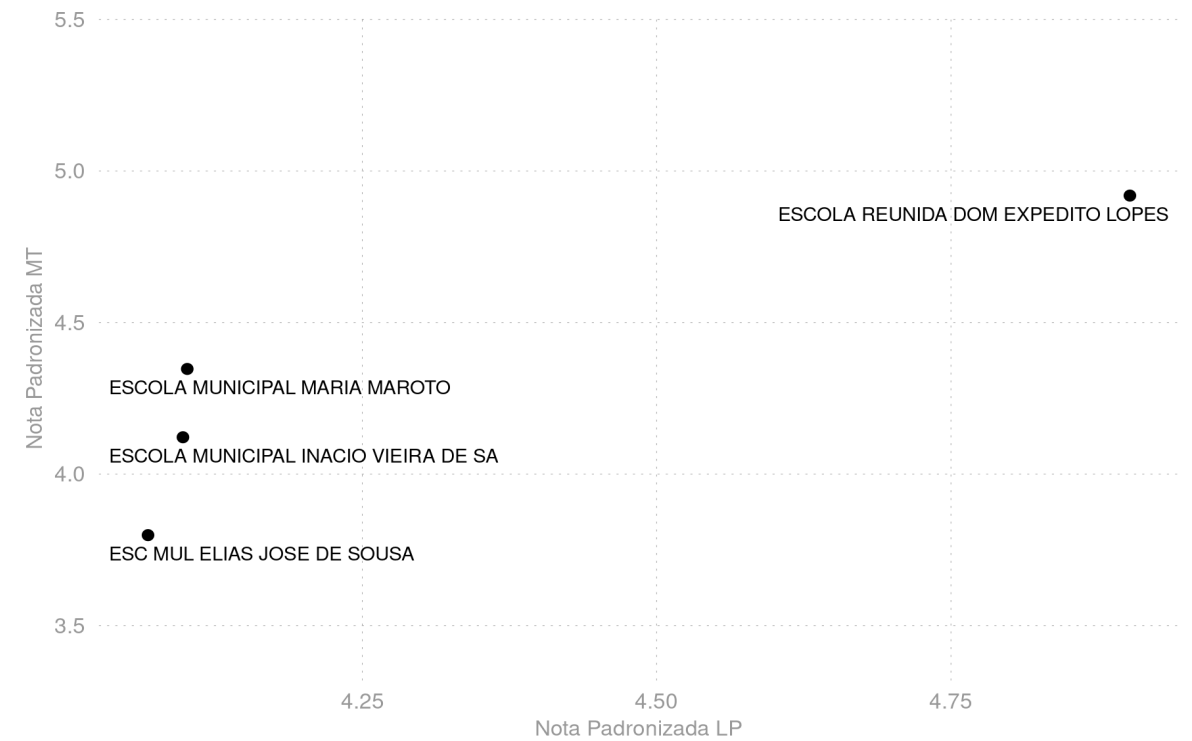 5.5
5.0
ESCOLA REUNIDA DOM EXPEDITO LOPES
Nota Padronizada MT
4.5
ESCOLA MUNICIPAL MARIA MAROTO
ESCOLA MUNICIPAL INACIO VIEIRA DE SA
4.0
ESC MUL ELIAS JOSE DE SOUSA
3.5
4.25 4.50 4.75
Nota Padronizada LP